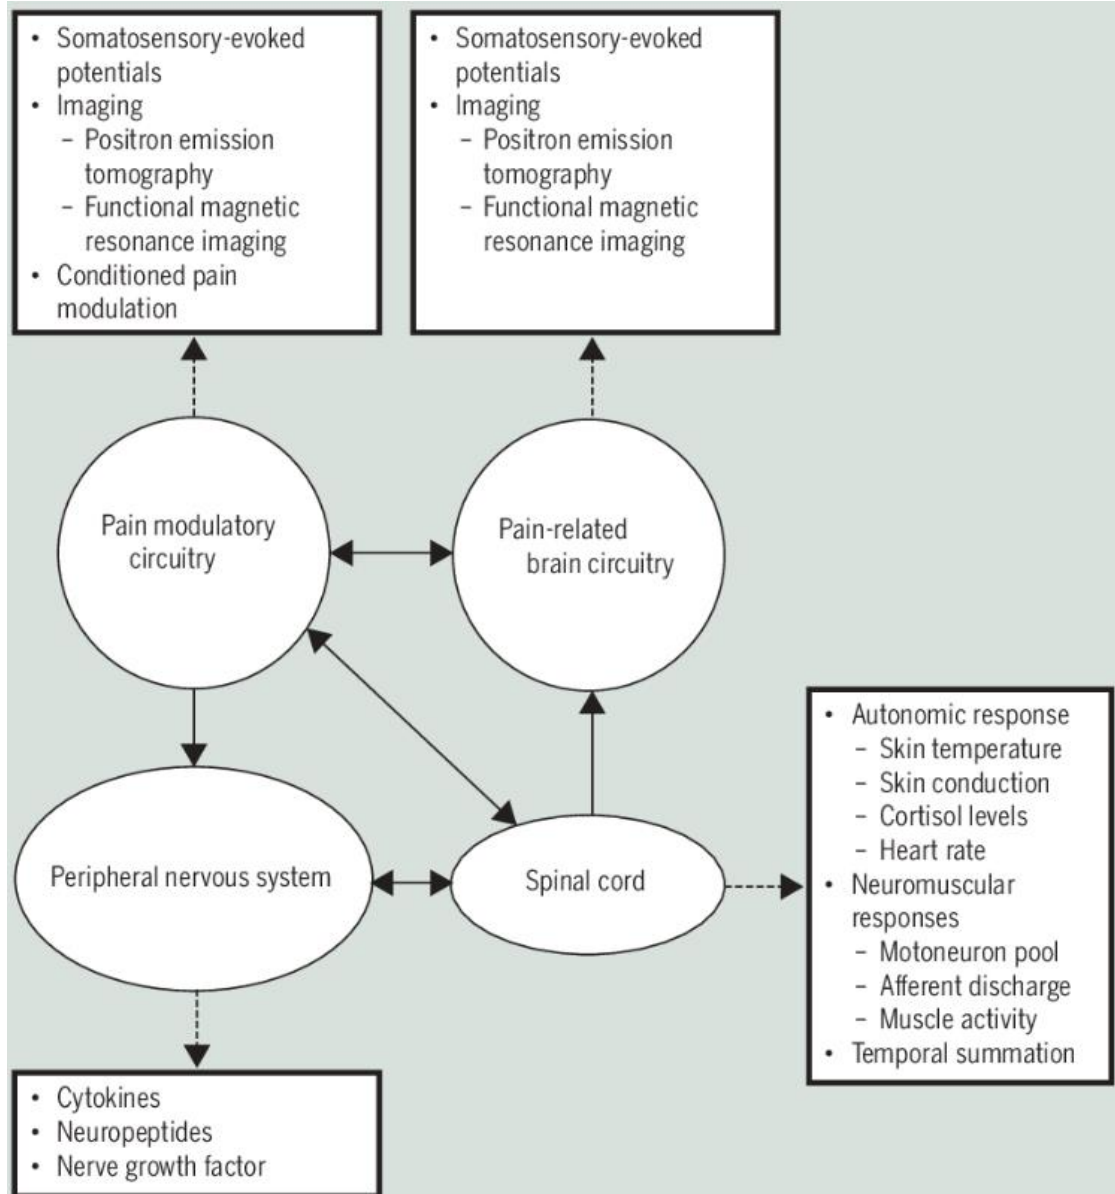 • Somatosensory-evoked
potentials
• Imaging
– Positron emission
tomography
– Functional magnetic
resonance imaging
• Conditioned pain
modulation
• Somatosensory-evoked
potentials
• Imaging
– Positron emission
tomography
– Functional magnetic
resonance imaging
Pain modulatory
circuitry
Pain-related
brain circuitry
Peripheral nervous system
Spinal cord
• Autonomic response
– Skin temperature
– Skin conduction
– Cortisol levels
– Heart rate
• Neuromuscular
responses
– Motoneuron pool
– Afferent discharge
– Muscle activity
• Temporal summation
• Cytokines
• Neuropeptides
• Nerve growth factor